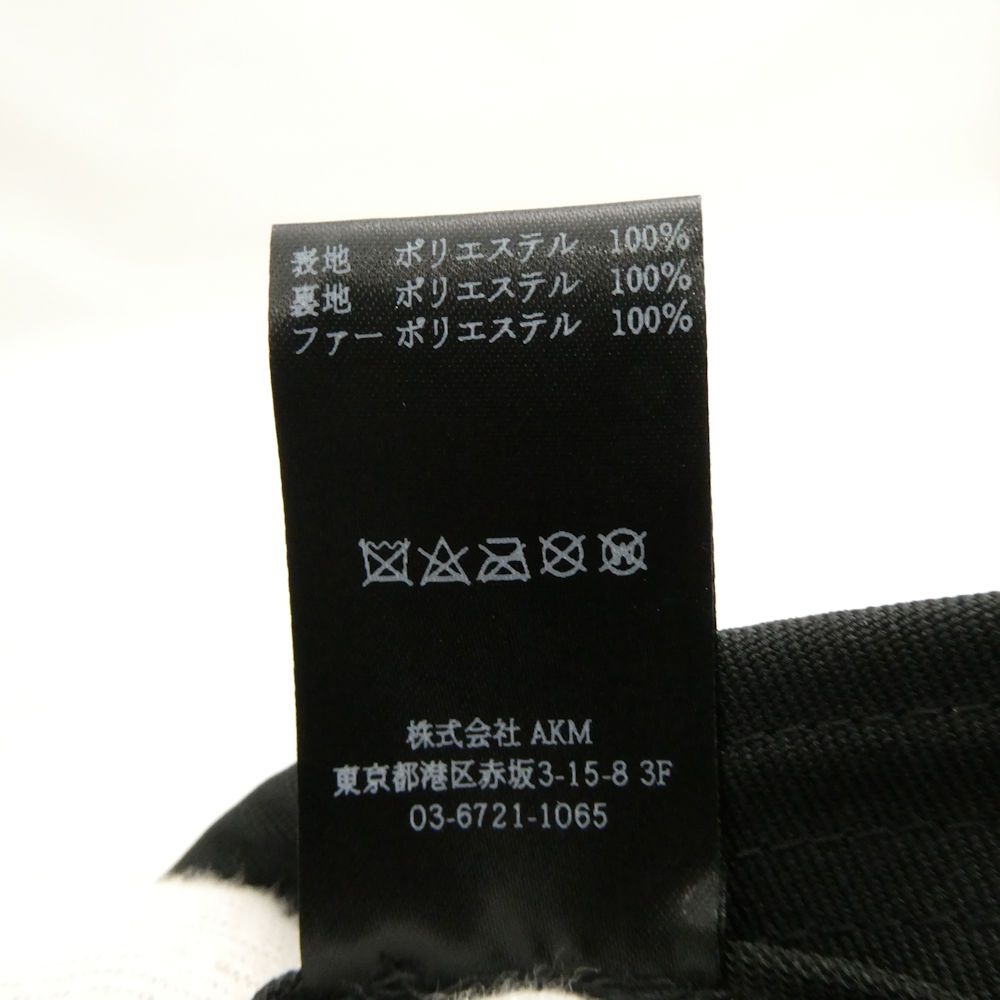 表地 ポリエステル 100%
裏地 ポリエステル 100%
ファー ポリエステル 100%
W
株式会社 AKM
東京都港区赤坂3-15-8 3F
03-6721-1065